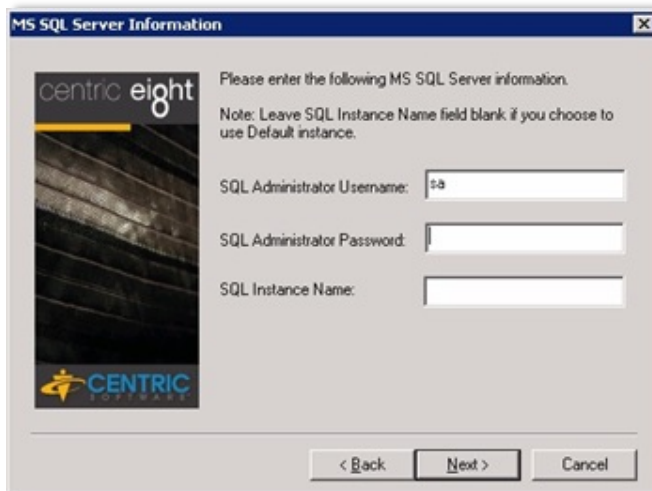 MS SQL Server Information
centric eight
8
Please enter the following MS SQL Server information.
Note: Leave SQL Instance Name field blank if you choose to
use Default instance.
SQL Administrator Username:
sa
SQL Administrator Password:
SQL Instance Name:
CENTRIC
SOFTWARE
< Back
Next >
Cancel